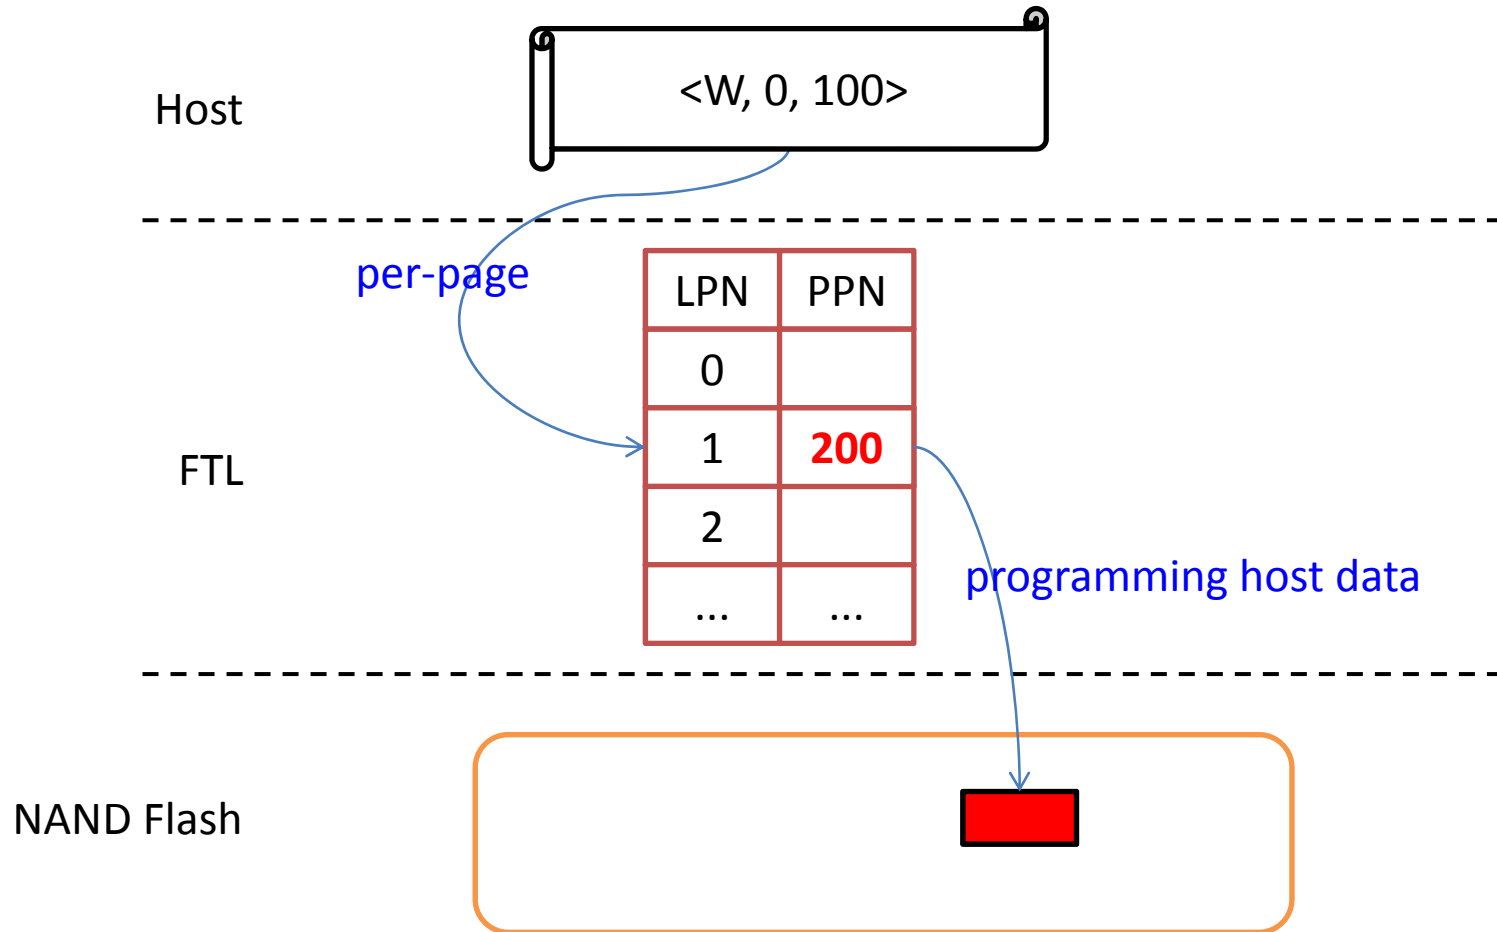 Host
<W, 0, 100>
per-page
LPN PPN
0
1 200
2
... ...
FTL
programming host data
NAND Flash